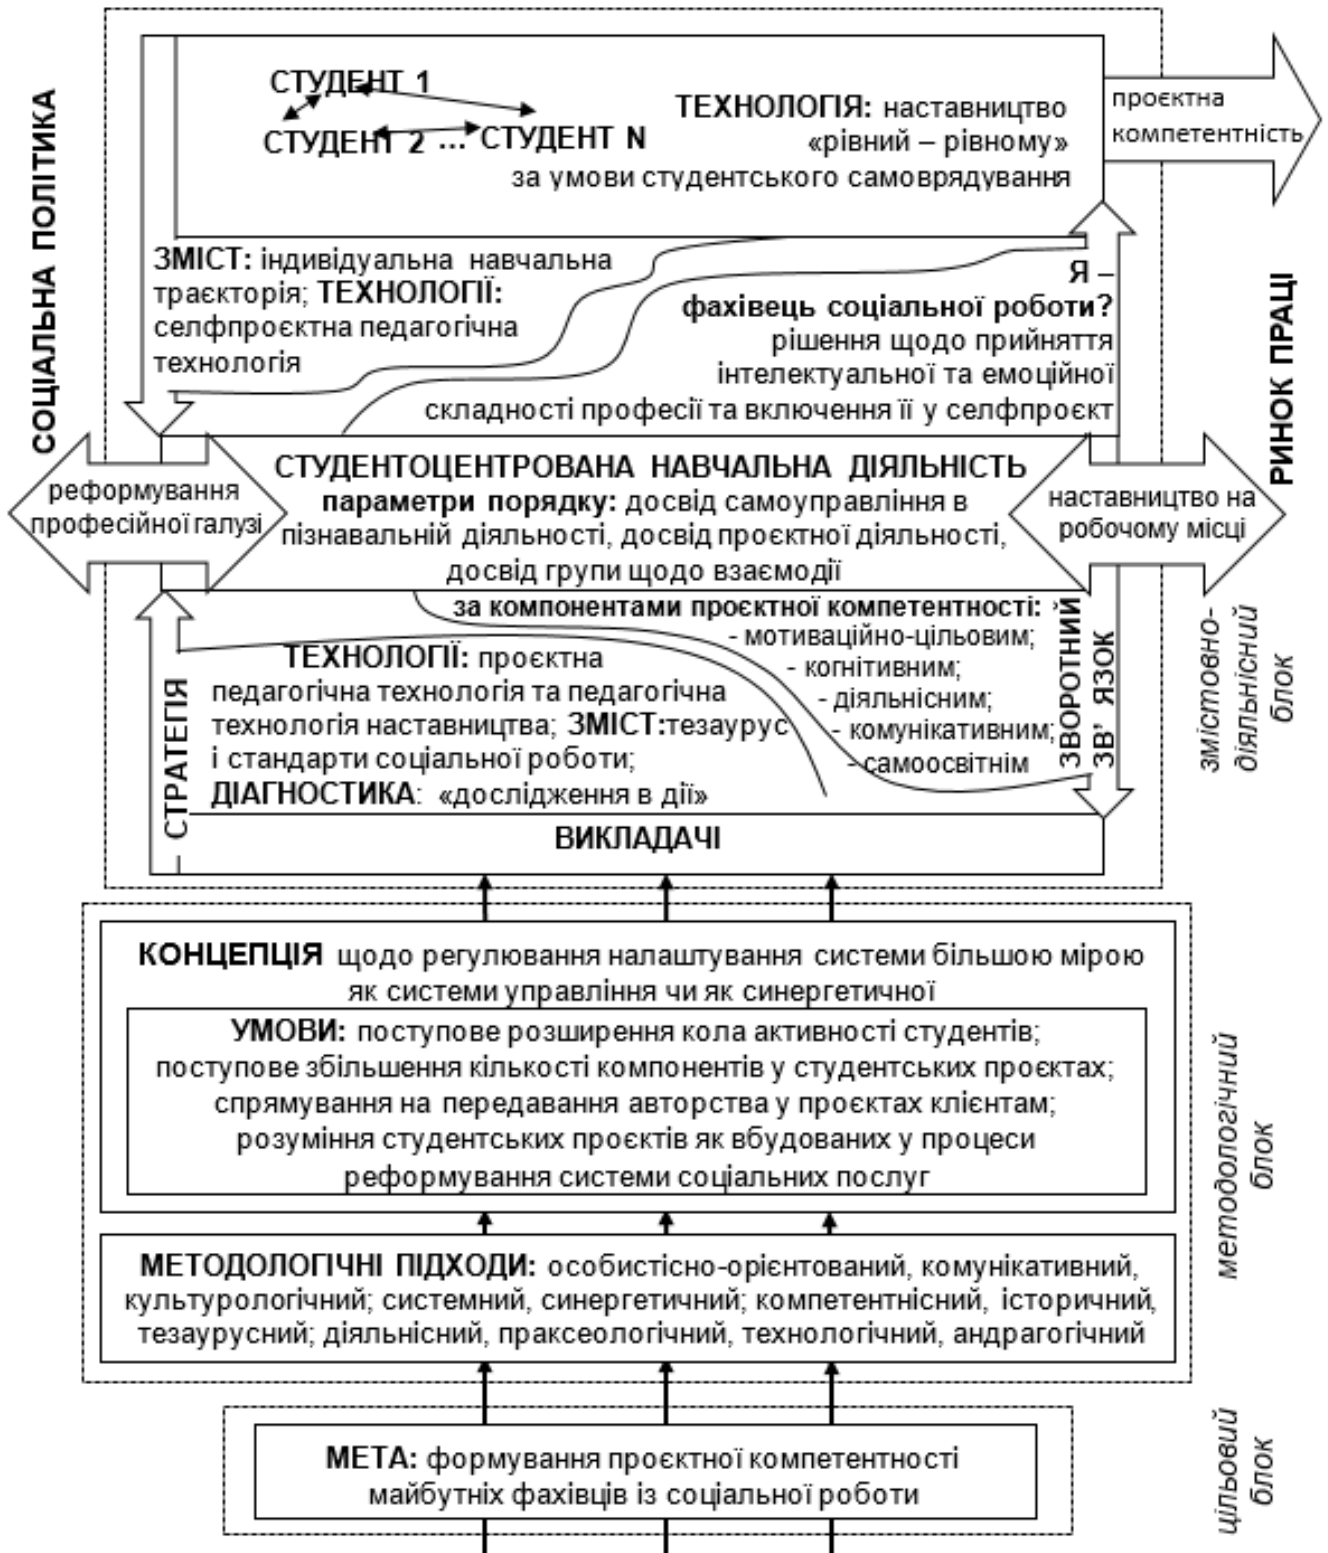 СТУДЕНТ 1
СТУДЕНТ 2 ... СТУДЕНТ N
ТЕХНОЛОГІЯ: наставництво
«рівний – рівному»
за умови студентського самоврядування
проєктна
компетентність
СОЦІАЛЬНА ПОЛІТИКА
ЗМІСТ: індивідуальна навчальна
траєкторія; ТЕХНОЛОГІЇ:
селфпроєктна педагогічна
технологія
Я –
фахівець соціальної роботи?
рішення щодо прийняття
інтелектуальної та емоційної
складності професії та включення її у селфпроєкт
РИНОК ПРАЦІ
реформування
професійної галузі
СТУДЕНТОЦЕНТРОВАНА НАВЧАЛЬНА ДІЯЛЬНІСТЬ
параметри порядку: досвід самоуправління в
пізнавальній діяльності, досвід проєктної діяльності,
досвід групи щодо взаємодії
наставництво на
робочому місці
за компонентами проєктної компетентності:
- мотиваційно-цільовим;
- когнітивним;
- діяльнісним;
- комунікативним;
- самоосвітнім
ЗВОРОТНИЙ
ЗВ' ЯЗОК
СТРАТЕГІЯ
ТЕХНОЛОГІЇ: проєктна
педагогічна технологія та педагогічна
технологія наставництва; ЗМІСТ:тезаурус
і стандарти соціальної роботи;
ДІАГНОСТИКА: «дослідження в дії»
ВИКЛАДАЧІ
змістовно-
діяльнісний
блок
КОНЦЕПЦІЯ щодо регулювання налаштування системи більшою мірою
як системи управління чи як синергетичної
УМОВИ: поступове розширення кола активності студентів;
поступове збільшення кількості компонентів у студентських проєктах;
спрямування на передавання авторства у проєктах клієнтам;
розуміння студентських проєктів як вбудованих у процеси
реформування системи соціальних послуг
МЕТОДОЛОГІЧНІ ПІДХОДИ: особистісно-орієнтований, комунікативний,
культурологічний; системний, синергетичний; компетентнісний, історичний,
тезаурусний; діяльнісний, праксеологічний, технологічний, андрагогічний
методологічний
блок
МЕТА: формування проєктної компетентності
майбутніх фахівців із соціальної роботи
цільовий
блок